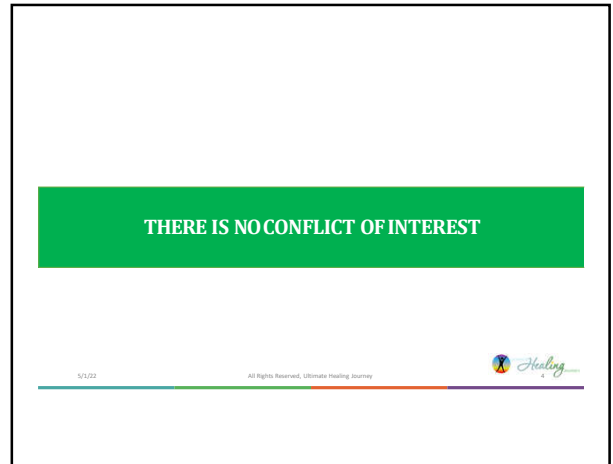 THERE IS NO CONFLICT OF INTEREST
5/1/22
All Rights Reserved, Ultimate Healing Journey
Healing
4